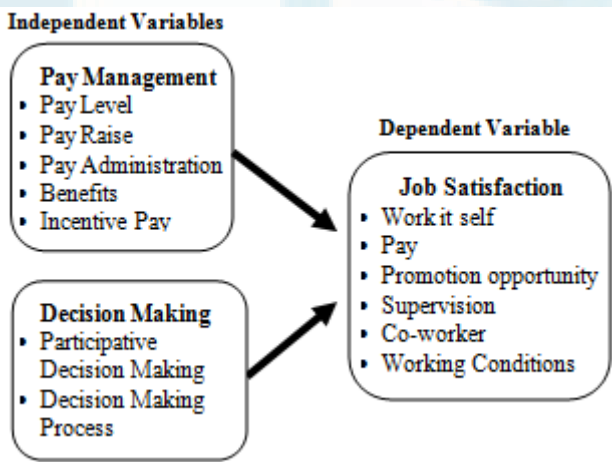 Independent Variables
Pay Management
• Pay Level
• Pay Raise
• Pay Administration
• Benefits
• Incentive Pay
Decision Making
• Participative
Decision Making
• Decision Making
Process
Dependent Variable
Job Satisfaction
• Work it self
• Pay
• Promotion opportunity
• Supervision
• Co-worker
• Working Conditions